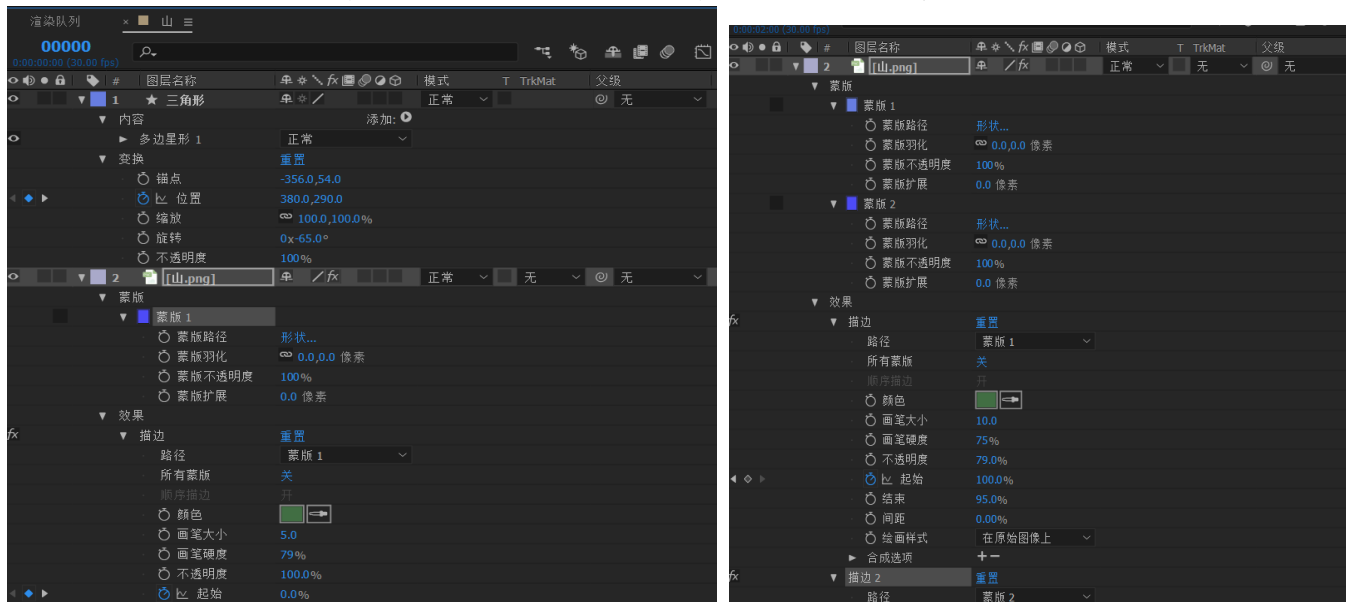 渲染队列
× 山 ≡
00000
0:00:00:00 (30.00 fps)
# 图层名称 模式 T TrkMat 父级
1 ★ 三角形 正常 无
内容 添加:
多边星形 1 正常
变换 重置
锚点 -356.0,54.0
位置 380.0,290.0
缩放 100.0,100.0%
旋转 0x-65.0°
不透明度 100%
2 [山.png] fx 正常 无 无
蒙版
蒙版 1
蒙版路径 形状...
蒙版羽化 0.0,0.0 像素
蒙版不透明度 100%
蒙版扩展 0.0 像素
效果
fx 描边 重置
路径 蒙版 1
所有蒙版 关
顺序描边 开
颜色
画笔大小 5.0
画笔硬度 79%
不透明度 100.0%
起始 0.0%
0:00:02:00 (30.00 fps)
# 图层名称 模式 T TrkMat 父级
2 [山.png] fx 正常 无 无
蒙版
蒙版 1
蒙版路径 形状...
蒙版羽化 0.0,0.0 像素
蒙版不透明度 100%
蒙版扩展 0.0 像素
蒙版 2
蒙版路径 形状...
蒙版羽化 0.0,0.0 像素
蒙版不透明度 100%
蒙版扩展 0.0 像素
效果
fx 描边 重置
路径 蒙版 1
所有蒙版 关
顺序描边 开
颜色
画笔大小 10.0
画笔硬度 75%
不透明度 79.0%
起始 100.0%
结束 95.0%
间距 0.00%
绘画样式 在原始图像上
合成选项 +−
fx 描边 2 重置
路径 蒙版 2